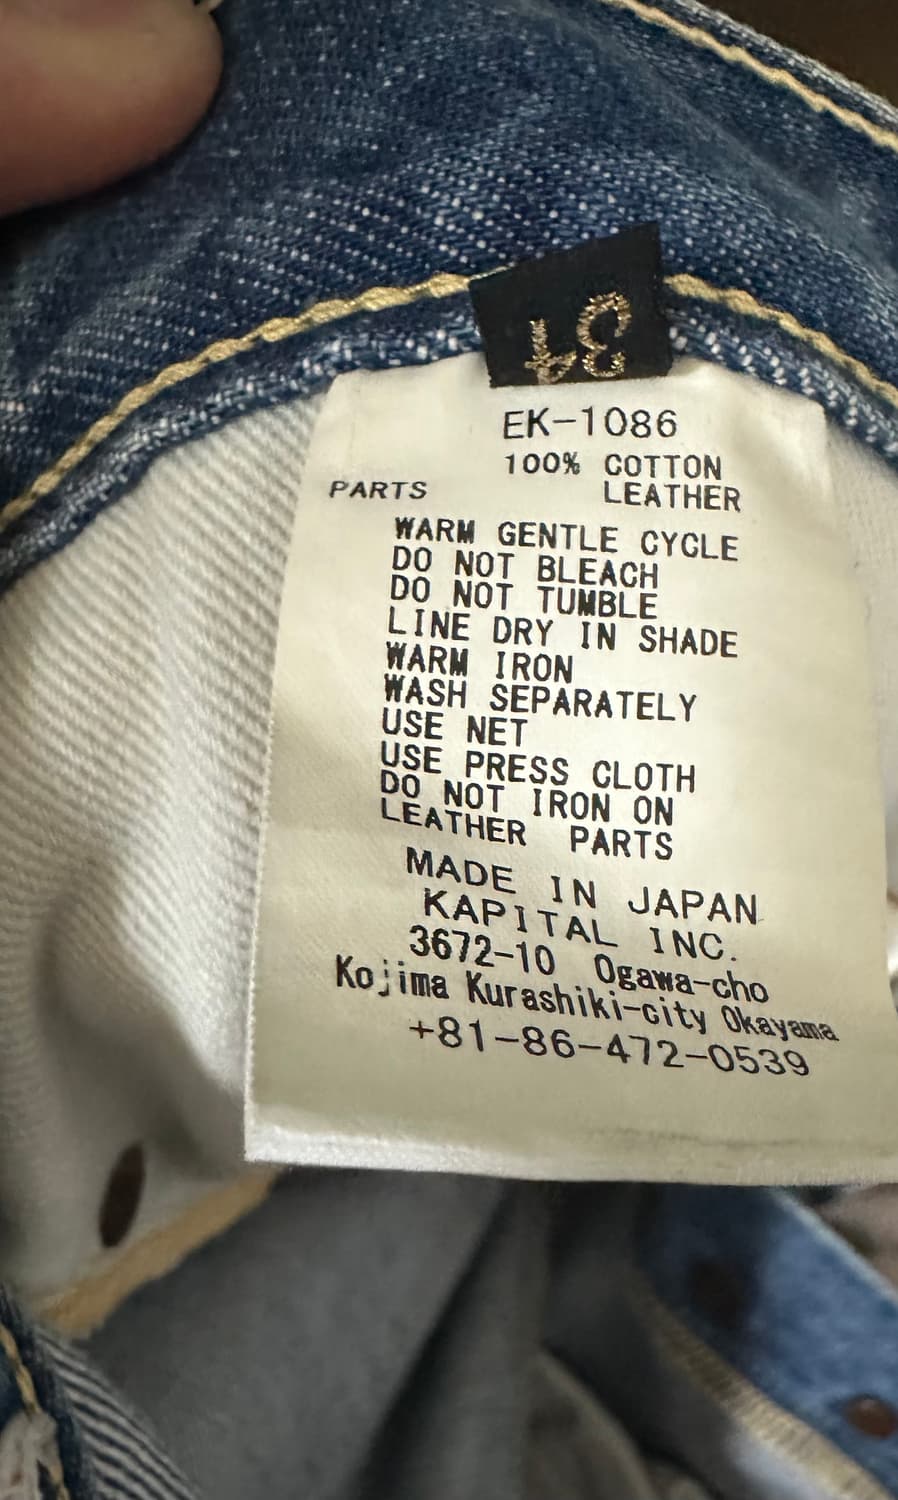 34
EK-1086
100% COTTON
PARTS LEATHER
WARM GENTLE CYCLE
DO NOT BLEACH
DO NOT TUMBLE
LINE DRY IN SHADE
WARM IRON
WASH SEPARATELY
USE NET
USE PRESS CLOTH
DO NOT IRON ON
LEATHER PARTS
MADE IN JAPAN
KAPITAL INC.
3672-10 Ogawa-cho
Kojima Kurashiki-city Okayama
+81-86-472-0539